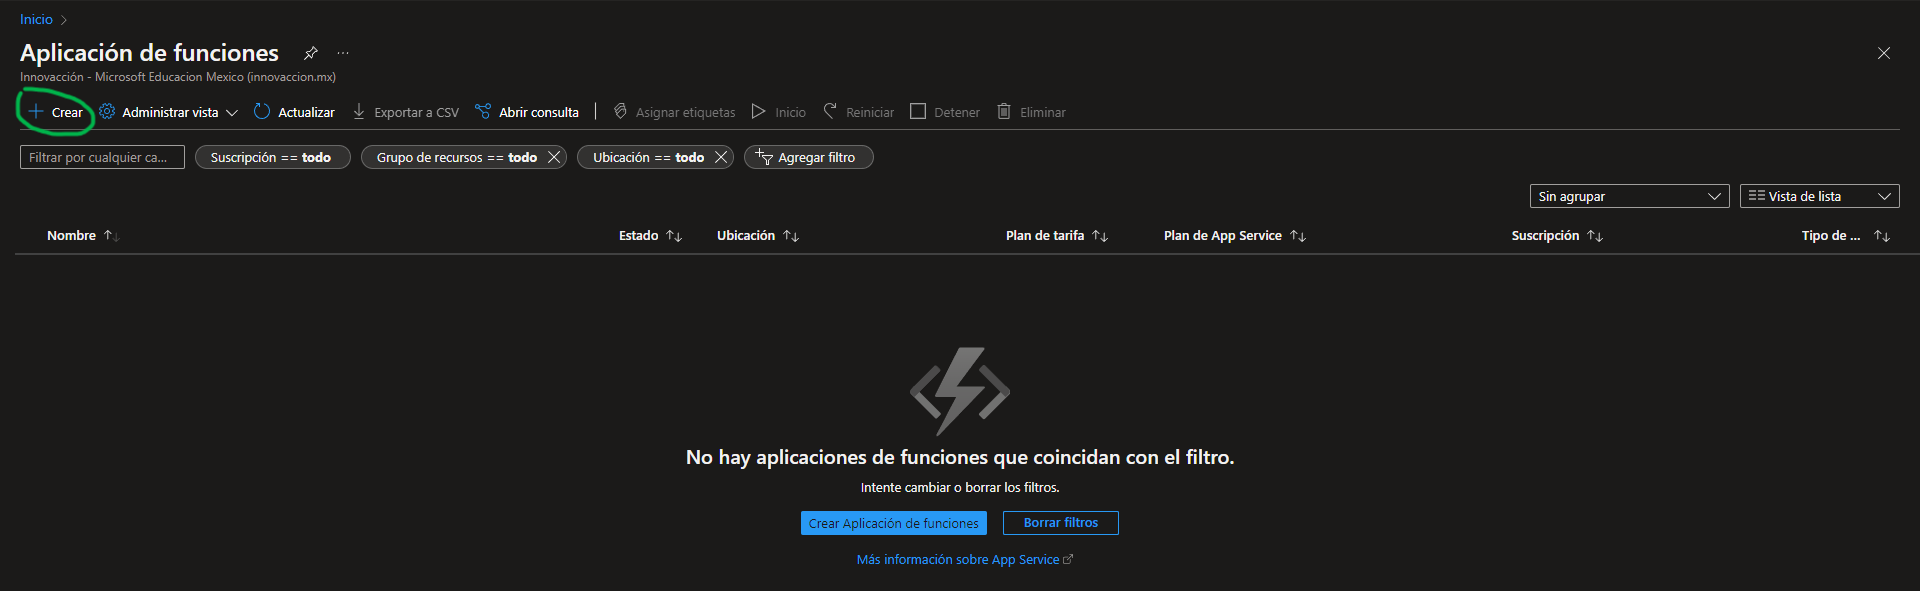 Inicio
Aplicación de funciones
Innovacción - Microsoft Educacion Mexico (innovaccion.mx)
Crear Administrar vista Actualizar Exportar a CSV Abrir consulta Asignar etiquetas Inicio Reiniciar Detener Eliminar
Filtrar por cualquier ca... Suscripción == todo Grupo de recursos == todo Ubicación == todo Agregar filtro
Sin agrupar Vista de lista
Nombre Estado Ubicación Plan de tarifa Plan de App Service Suscripción Tipo de ...
No hay aplicaciones de funciones que coincidan con el filtro.
Intente cambiar o borrar los filtros.
Crear Aplicación de funciones Borrar filtros
Más información sobre App Service